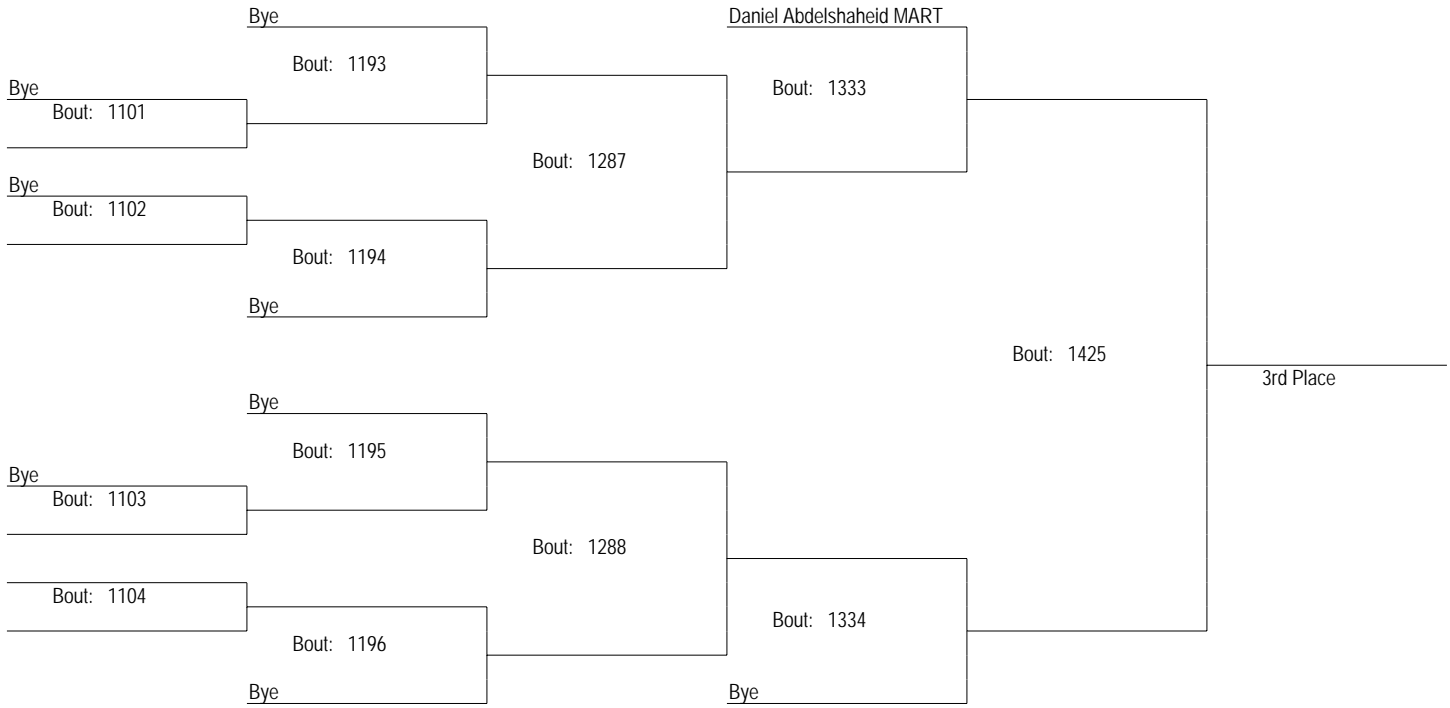 Bye
Daniel Abdelshaheid MART
Bout: 1193
Bye
Bout: 1333
Bout: 1101
Bout: 1287
Bye
Bout: 1102
Bout: 1194
Bye
Bout: 1425
3rd Place
Bye
Bout: 1195
Bye
Bout: 1103
Bout: 1288
Bout: 1104
Bout: 1334
Bout: 1196
Bye
Bye